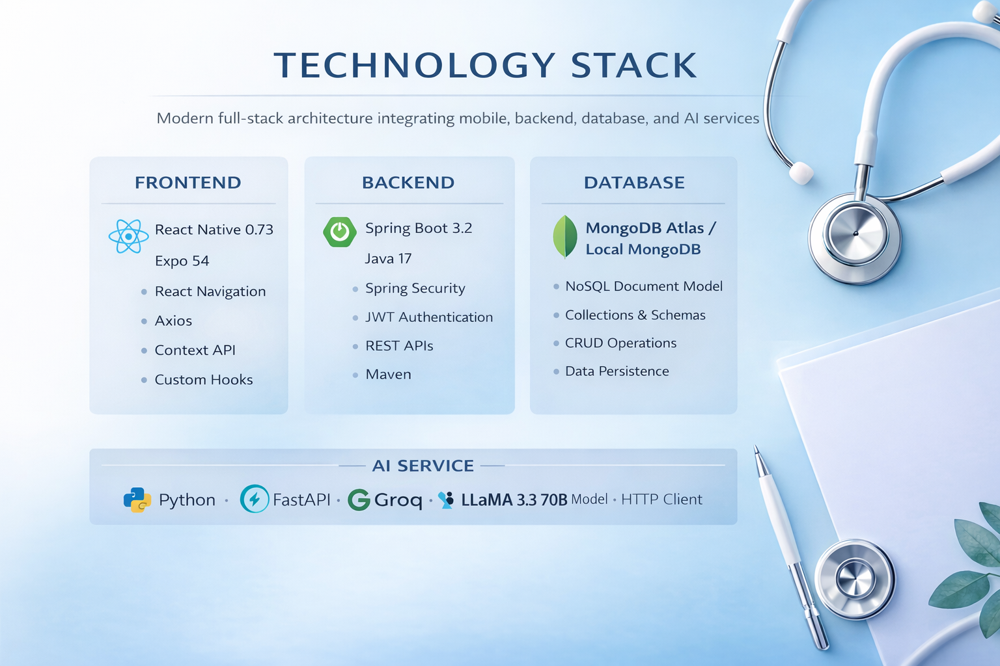 TECHNOLOGY STACK
Modern full-stack architecture integrating mobile, backend, database, and AI services
FRONTEND
React Native 0.73
Expo 54
• React Navigation
• Axios
• Context API
• Custom Hooks
BACKEND
Spring Boot 3.2
Java 17
• Spring Security
• JWT Authentication
• REST APIs
• Maven
DATABASE
MongoDB Atlas /
Local MongoDB
• NoSQL Document Model
• Collections & Schemas
• CRUD Operations
• Data Persistence
AI SERVICE
Python · FastAPI · Groq · LLaMA 3.3 70B Model · HTTP Client